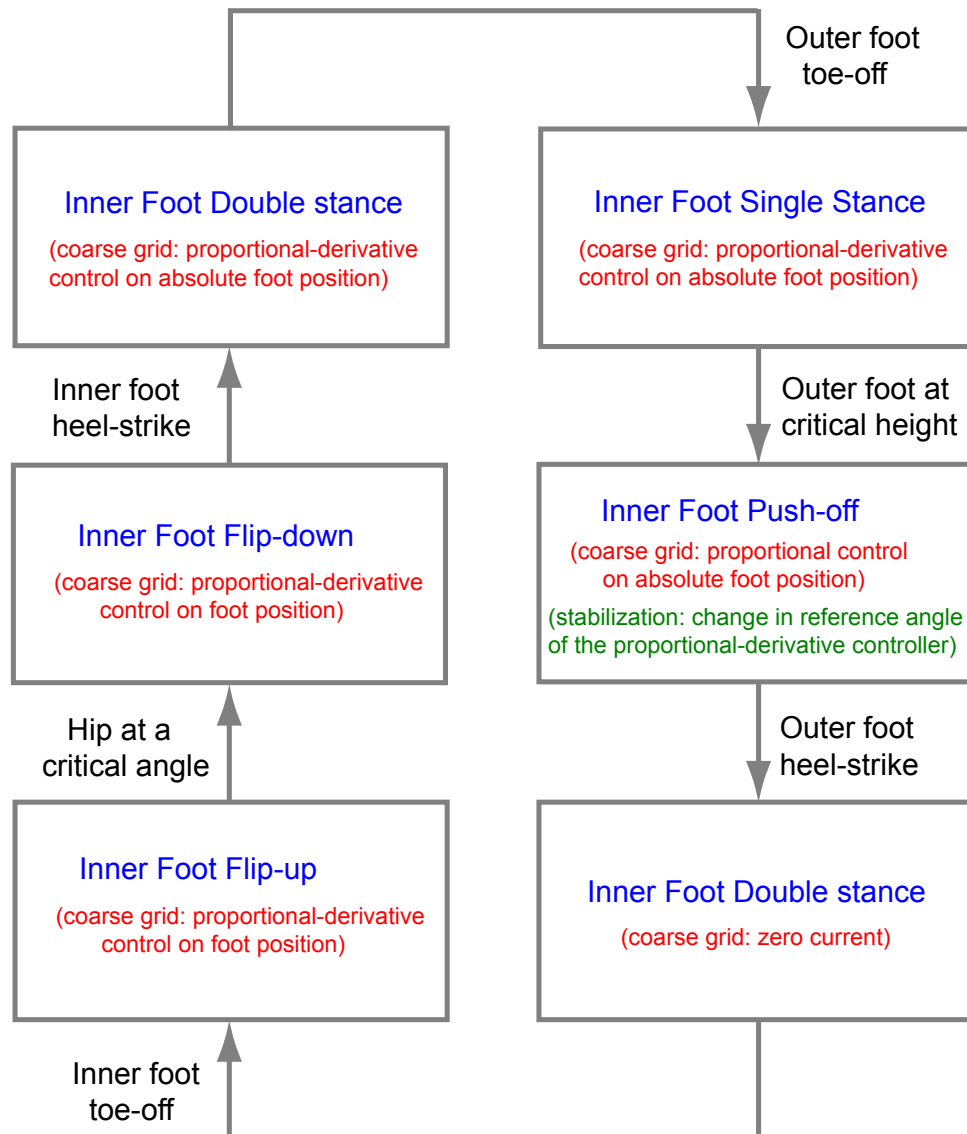 Outer foot
toe-off
Inner Foot Double stance
(coarse grid: proportional-derivative
control on absolute foot position)
Inner Foot Single Stance
(coarse grid: proportional-derivative
control on absolute foot position)
Inner foot
heel-strike
Outer foot at
critical height
Inner Foot Flip-down
(coarse grid: proportional-derivative
control on foot position)
Inner Foot Push-off
(coarse grid: proportional control
on absolute foot position)
(stabilization: change in reference angle
of the proportional-derivative controller)
Hip at a
critical angle
Outer foot
heel-strike
Inner Foot Flip-up
(coarse grid: proportional-derivative
control on foot position)
Inner Foot Double stance
(coarse grid: zero current)
Inner foot
toe-off